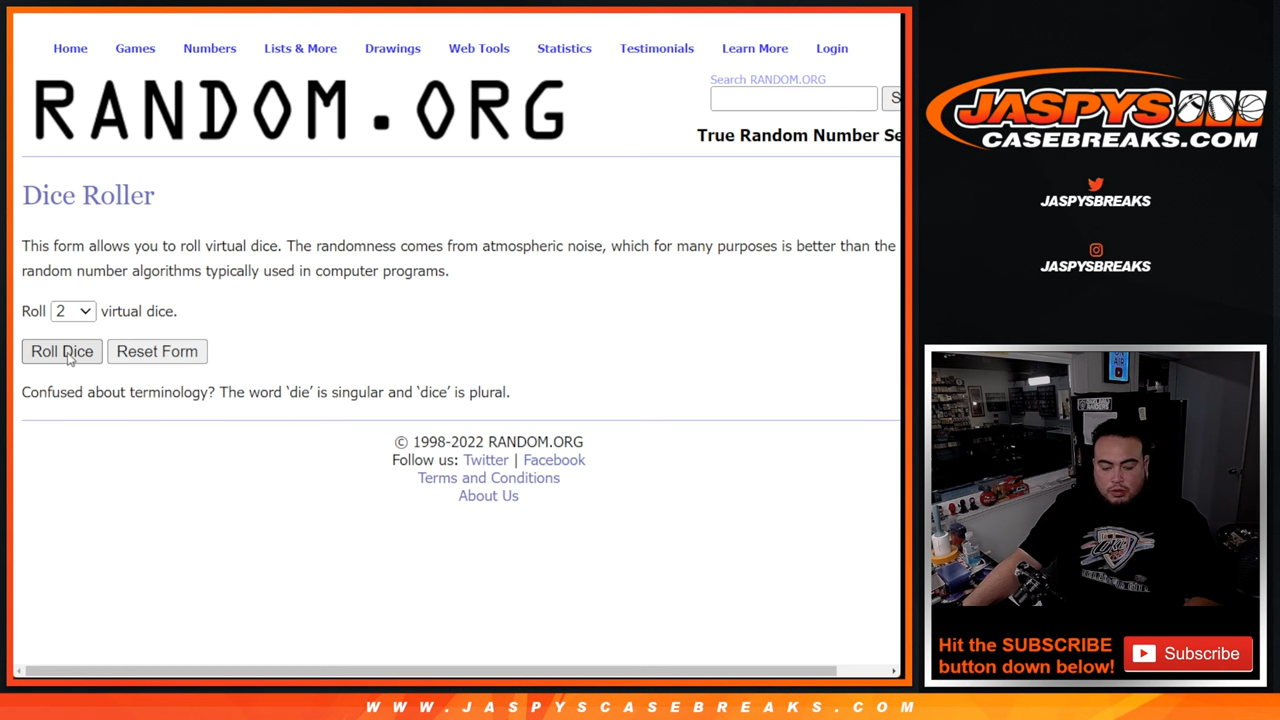 Home Games Numbers Lists & More Drawings Web Tools Statistics Testimonials Learn More Login
RANDOM.ORG
Search RANDOM.ORG
S
True Random Number Se
Dice Roller
This form allows you to roll virtual dice. The randomness comes from atmospheric noise, which for many purposes is better than the
random number algorithms typically used in computer programs.
Roll 2 virtual dice.
Roll Dice Reset Form
Confused about terminology? The word ‘die’ is singular and ‘dice’ is plural.
© 1998-2022 RANDOM.ORG
Follow us: Twitter | Facebook
Terms and Conditions
About Us
JASPYS
CASEBREAKS.COM
JASPYSBREAKS
JASPYSBREAKS
Hit the SUBSCRIBE
button down below!
Subscribe
WWW.JASPYSCASEBREAKS.COM